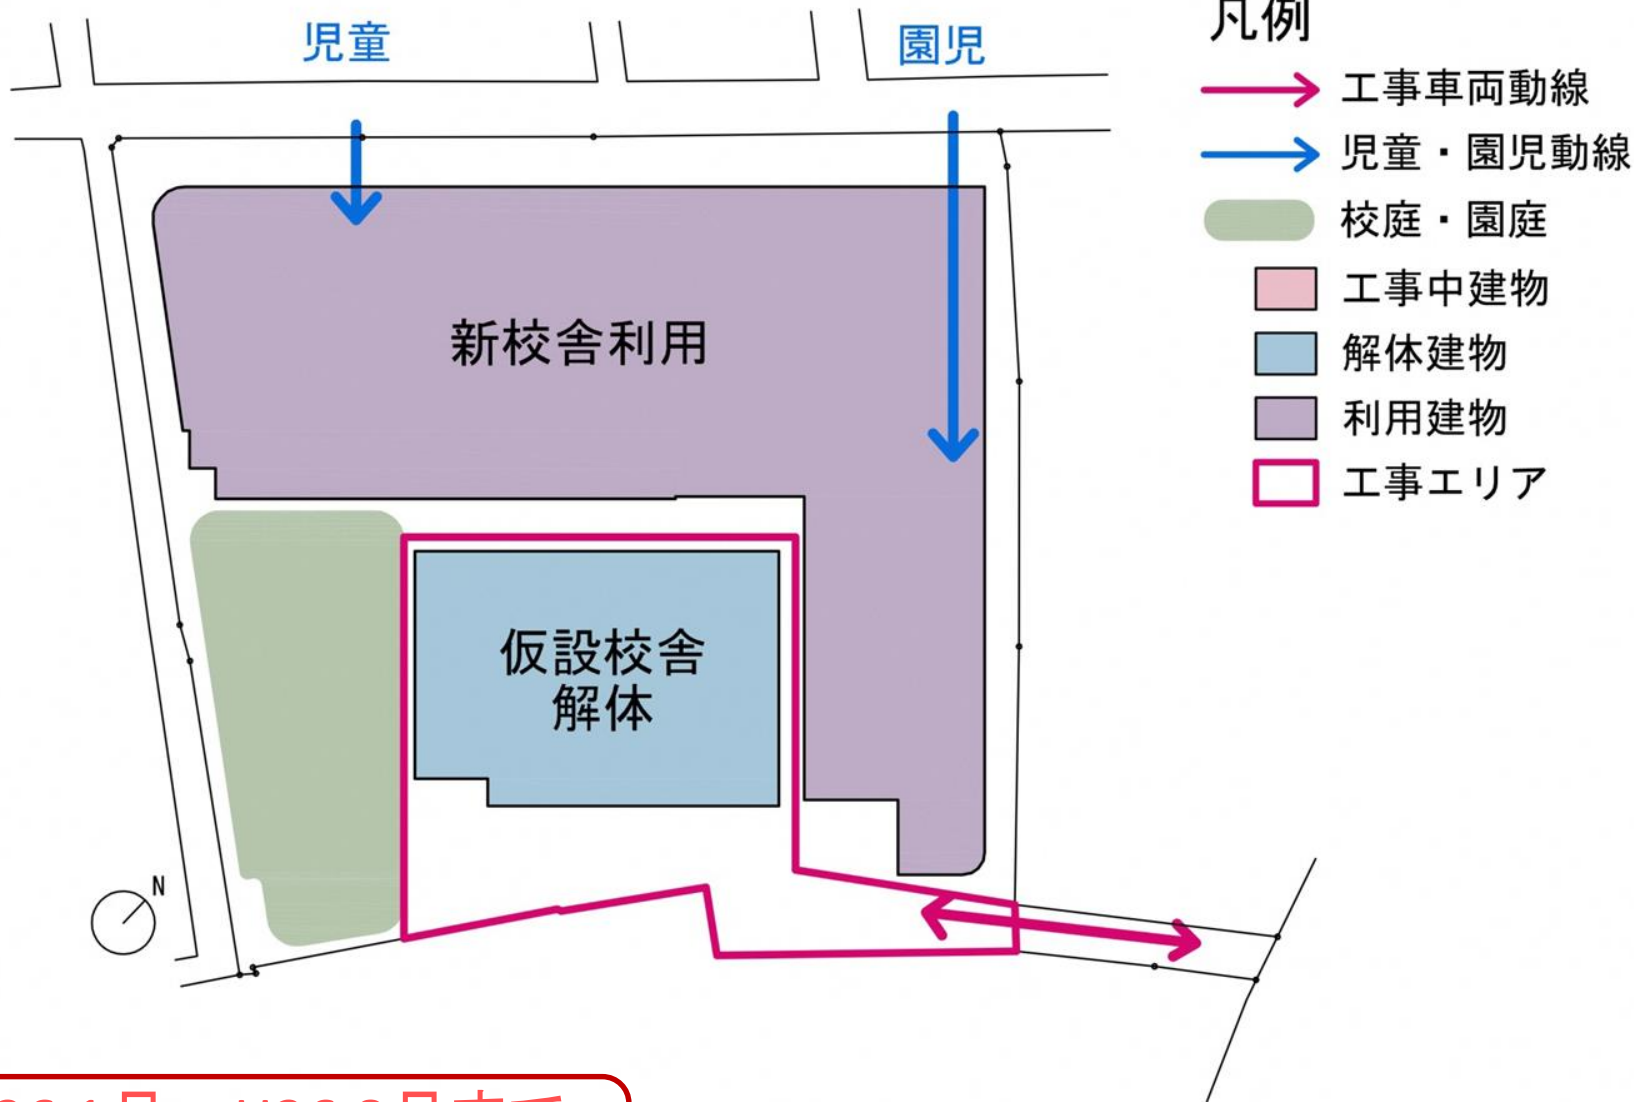 児童
園児
凡例
工事車両動線
児童・園児動線
校庭・園庭
工事中建物
解体建物
利用建物
工事エリア
新校舎利用
仮設校舎
解体
N